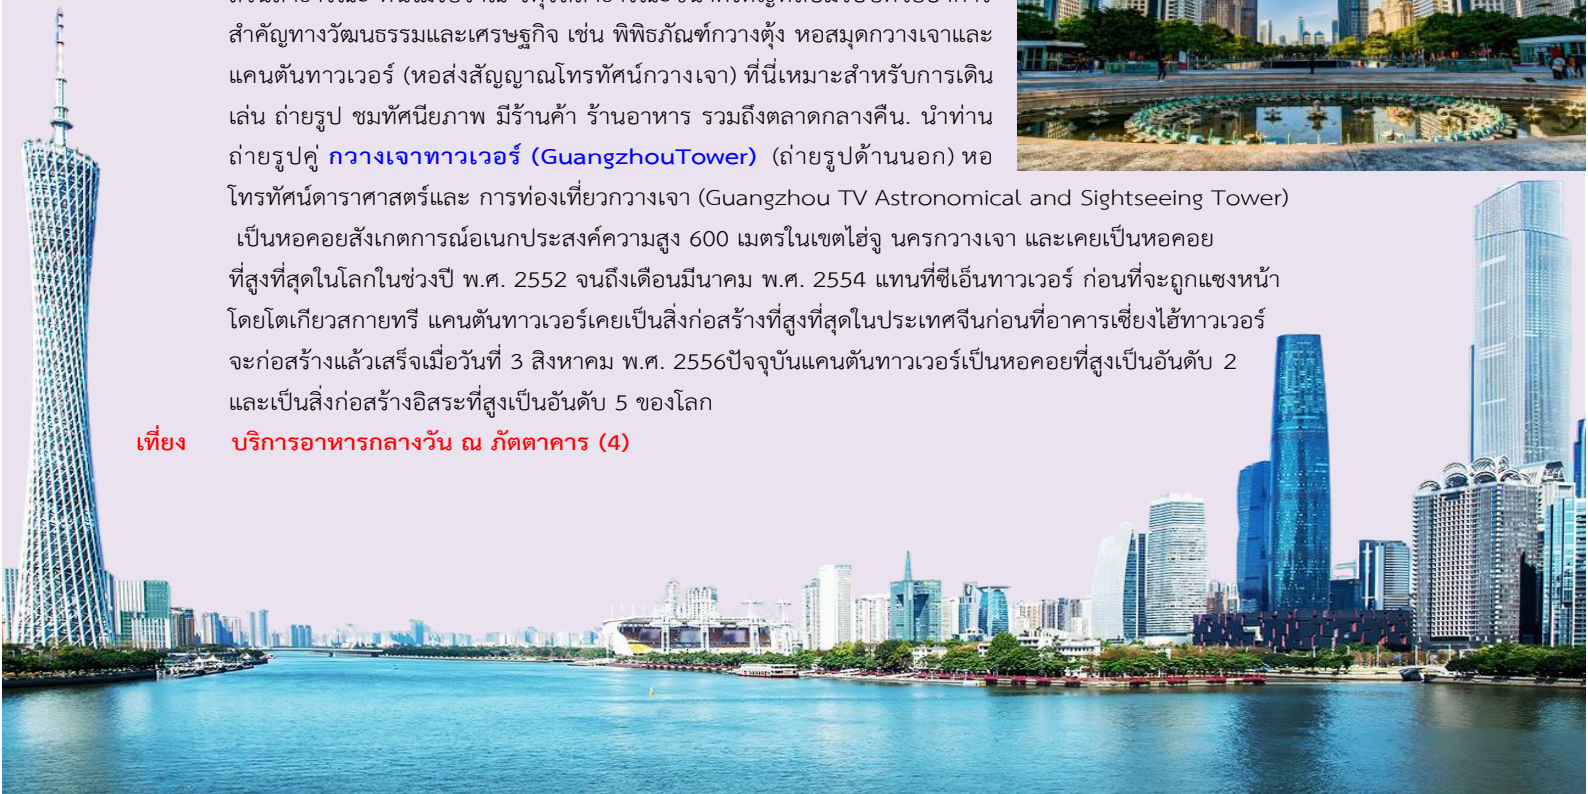 สำคัญทางวัฒนธรรมและเศรษฐกิจ เช่น พิพิธภัณฑ์กวางตุ้ง หอสมุดกวางเจาและ
แคนตันทาวเวอร์ (หอส่งสัญญาณโทรทัศน์กวางเจา) ที่นี่เหมาะสำหรับการเดิน
เล่น ถ่ายรูป ชมทัศนียภาพ มีร้านค้า ร้านอาหาร รวมถึงตลาดกลางคืน. นำท่าน
ถ่ายรูปคู่ กวางเจาทาวเวอร์ (GuangzhouTower) (ถ่ายรูปด้านนอก) หอ
โทรทัศน์ดาราศาสตร์และ การท่องเที่ยวกวางเจา (Guangzhou TV Astronomical and Sightseeing Tower)
เป็นหอคอยสังเกตการณ์อเนกประสงค์ความสูง 600 เมตรในเขตไฮ่จู นครกวางเจา และเคยเป็นหอคอย
ที่สูงที่สุดในโลกในช่วงปี พ.ศ. 2552 จนถึงเดือนมีนาคม พ.ศ. 2554 แทนที่ซีเอ็นทาวเวอร์ ก่อนที่จะถูกแซงหน้า
โดยโตเกียวสกายทรี แคนตันทาวเวอร์เคยเป็นสิ่งก่อสร้างที่สูงที่สุดในประเทศจีนก่อนที่อาคารเซี่ยงไฮ้ทาวเวอร์
จะก่อสร้างแล้วเสร็จเมื่อวันที่ 3 สิงหาคม พ.ศ. 2556ปัจจุบันแคนตันทาวเวอร์เป็นหอคอยที่สูงเป็นอันดับ 2
และเป็นสิ่งก่อสร้างอิสระที่สูงเป็นอันดับ 5 ของโลก
เที่ยง บริการอาหารกลางวัน ณ ภัตตาคาร (4)